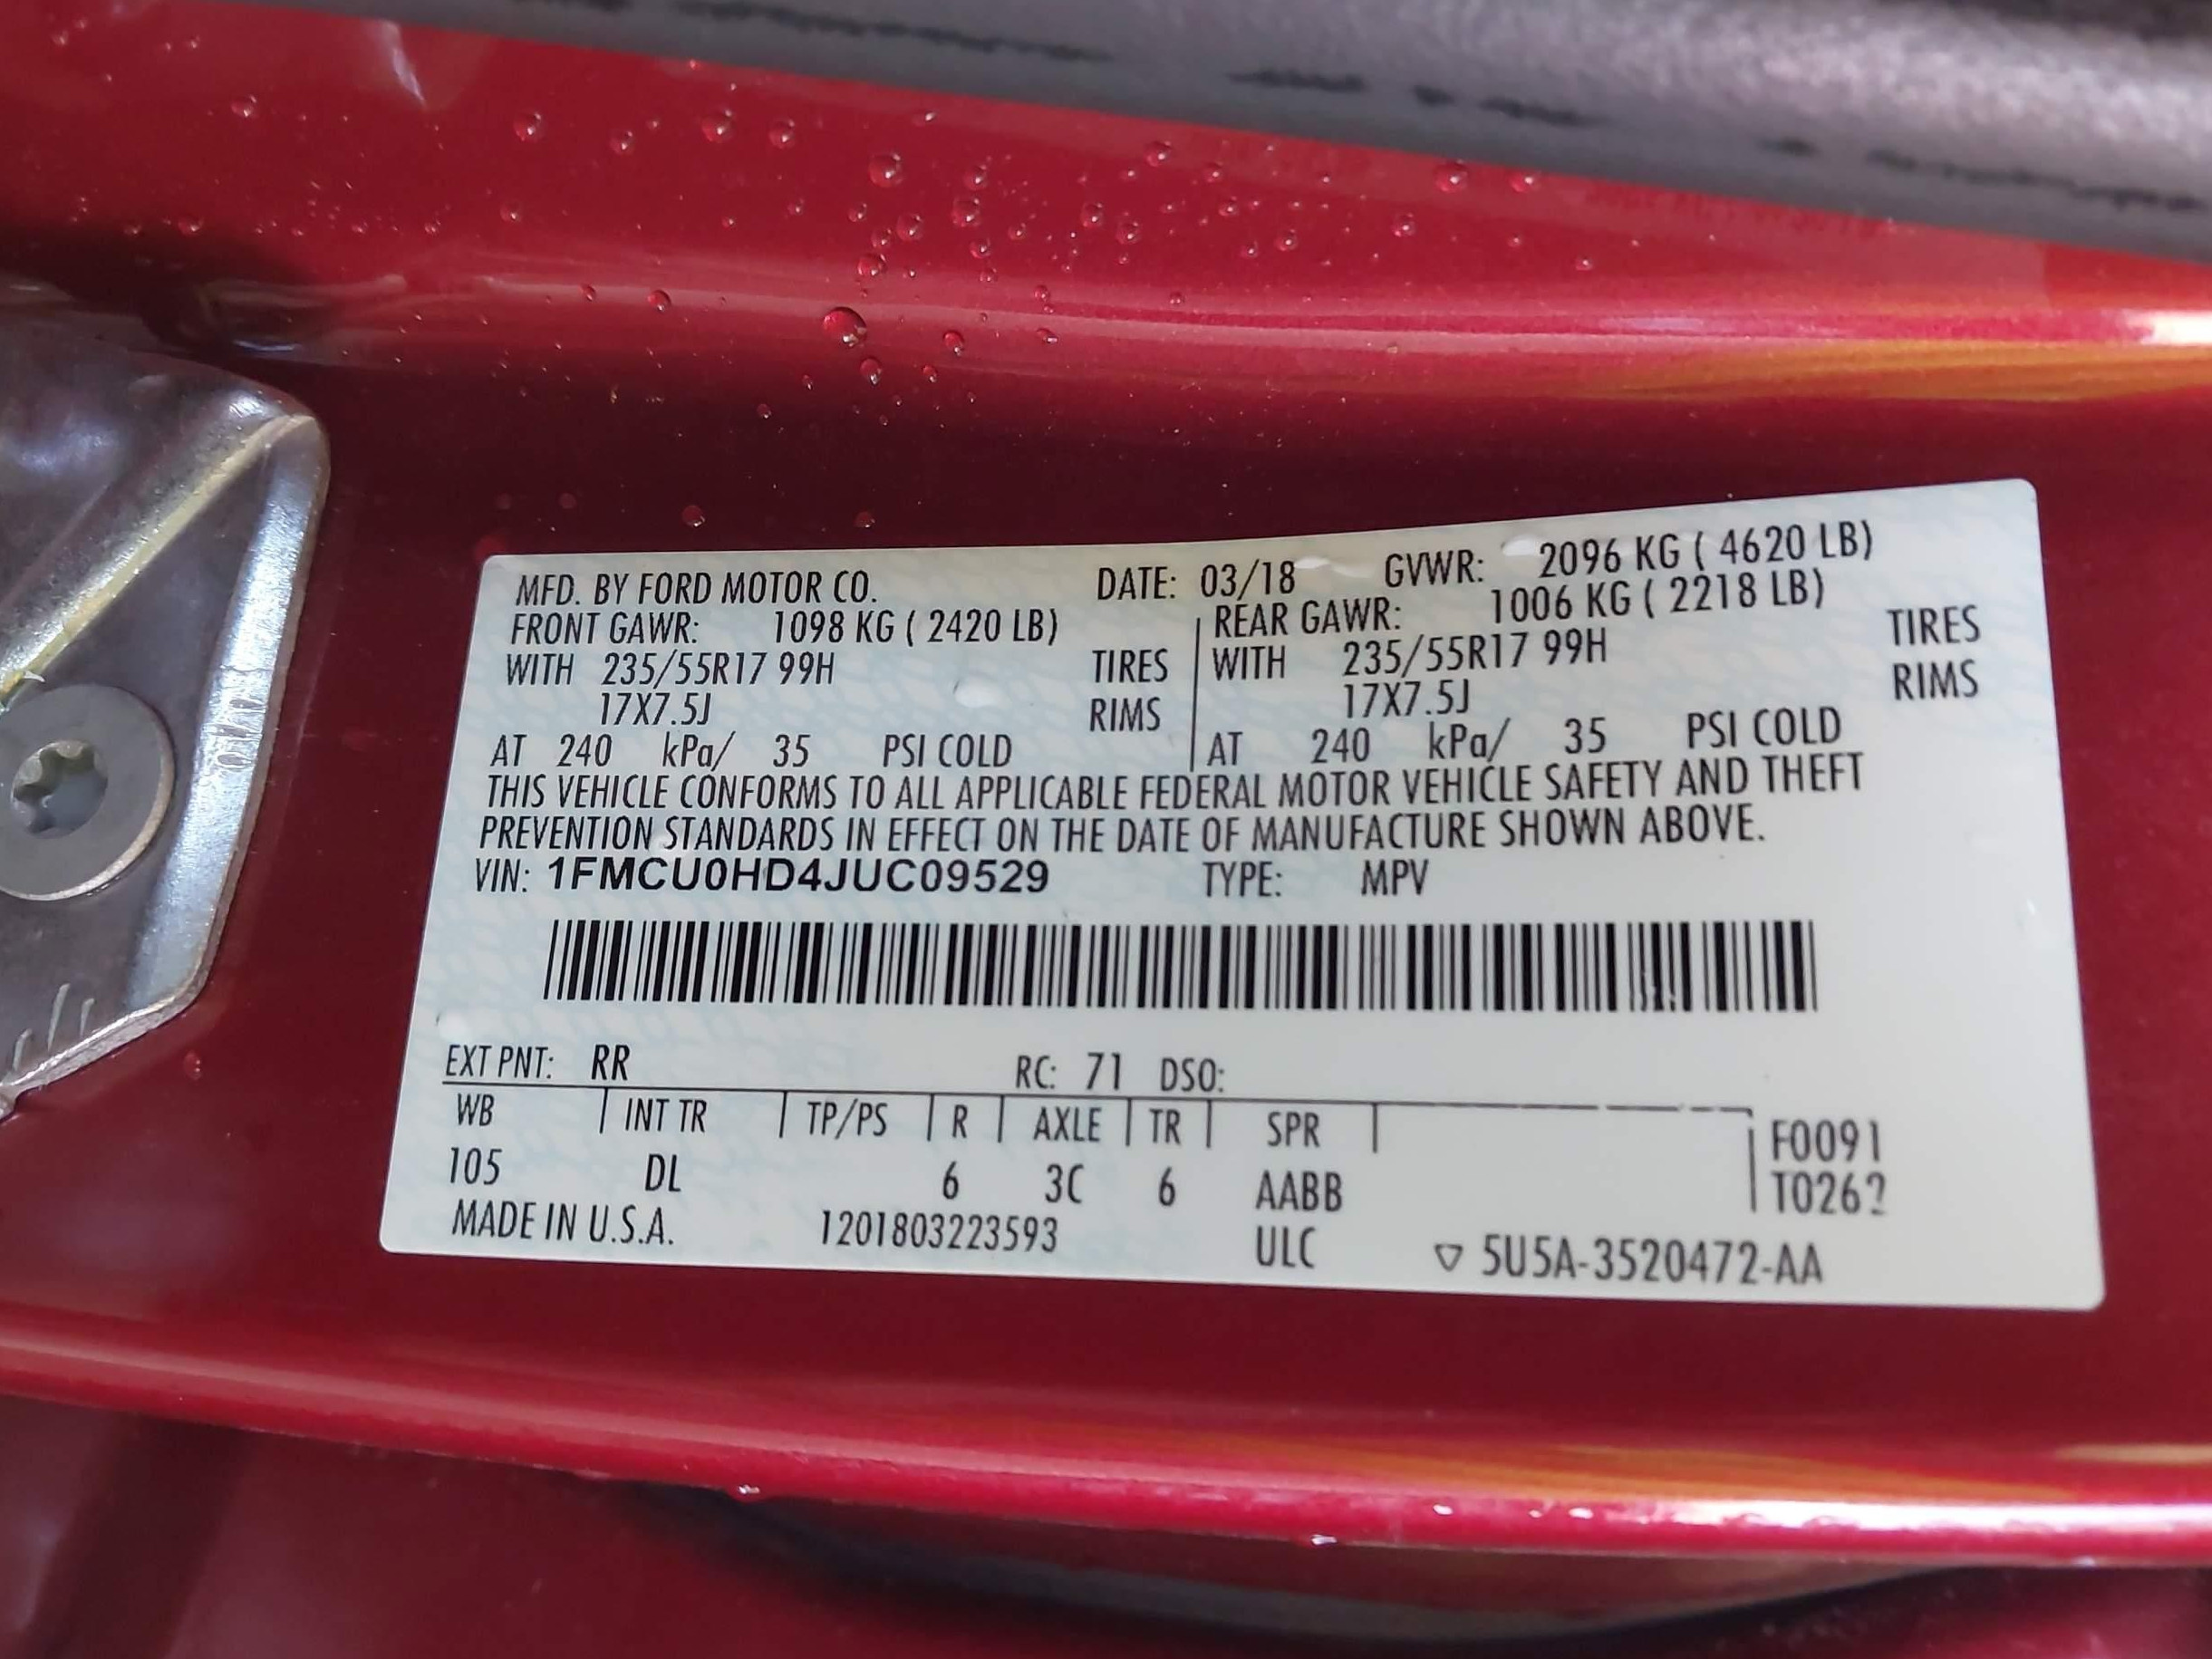 MFD. BY FORD MOTOR CO. DATE: 03/18 GVWR: 2096 KG ( 4620 LB)
FRONT GAWR: 1098 KG ( 2420 LB) REAR GAWR: 1006 KG ( 2218 LB)
WITH 235/55R17 99H TIRES WITH 235/55R17 99H TIRES
17X7.5J RIMS 17X7.5J RIMS
AT 240 kPa/ 35 PSI COLD AT 240 kPa/ 35 PSI COLD
THIS VEHICLE CONFORMS TO ALL APPLICABLE FEDERAL MOTOR VEHICLE SAFETY AND THEFT
PREVENTION STANDARDS IN EFFECT ON THE DATE OF MANUFACTURE SHOWN ABOVE.
VIN: 1FMCU0HD4JUC09529 TYPE: MPV
EXT PNT: RR RC: 71 DSO:
WB INT TR TP/PS R AXLE TR SPR F0091
105 DL 6 3C 6 AABB T0262
MADE IN U.S.A. 1201803223593 ULC ▽ 5U5A-3520472-AA